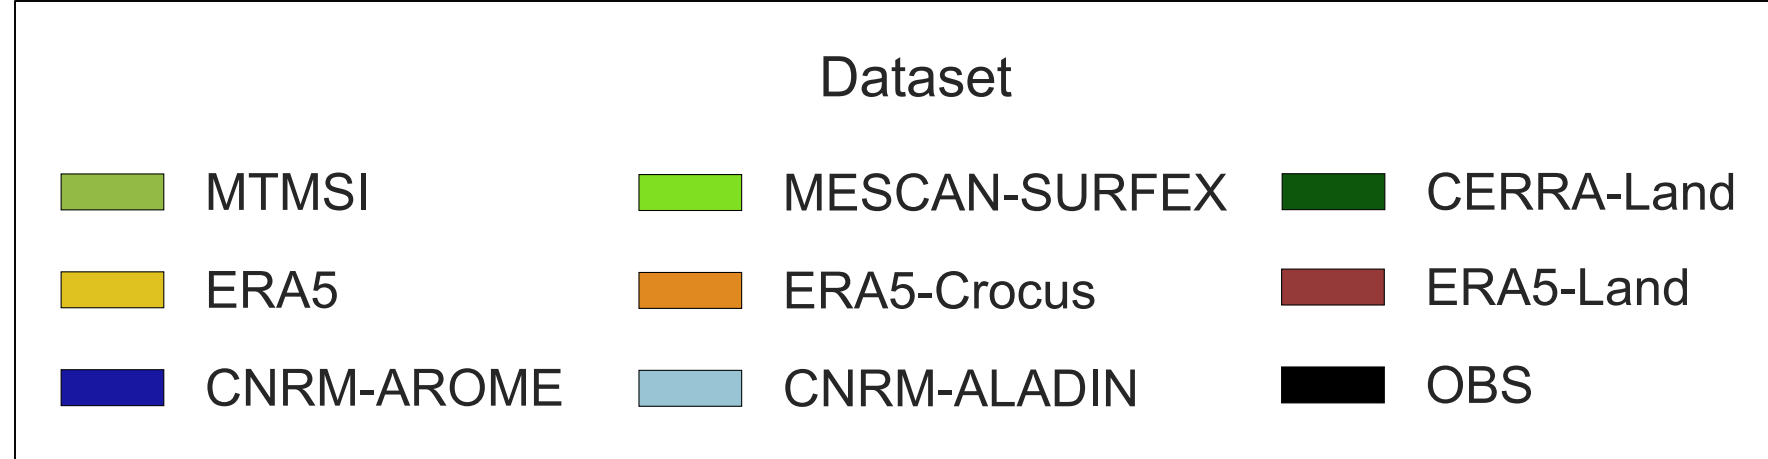 Dataset
MTMSI MESCAN-SURFEX CERRA-Land
ERA5 ERA5-Crocus ERA5-Land
CNRM-AROME CNRM-ALADIN OBS